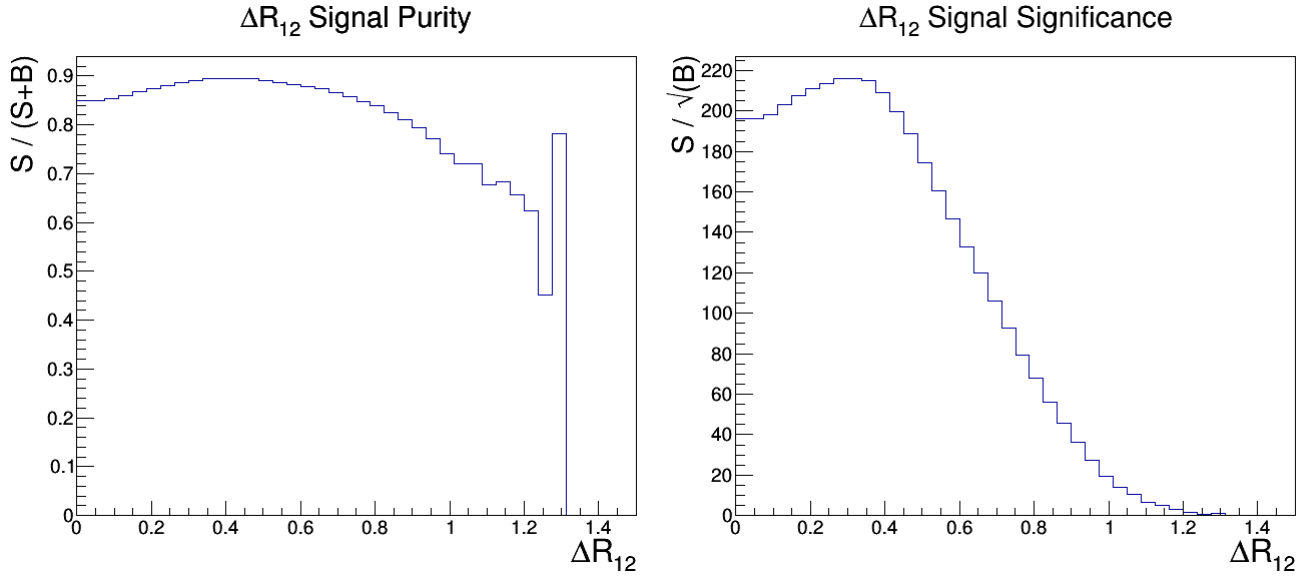 ΔR₁₂ Signal Purity
S / (S+B)
0.9
0.8
0.7
0.6
0.5
0.4
0.3
0.2
0.1
0
0 0.2 0.4 0.6 0.8 1 1.2 1.4
ΔR₁₂
ΔR₁₂ Signal Significance
S / √(B)
220
200
180
160
140
120
100
80
60
40
20
0
0 0.2 0.4 0.6 0.8 1 1.2 1.4
ΔR₁₂